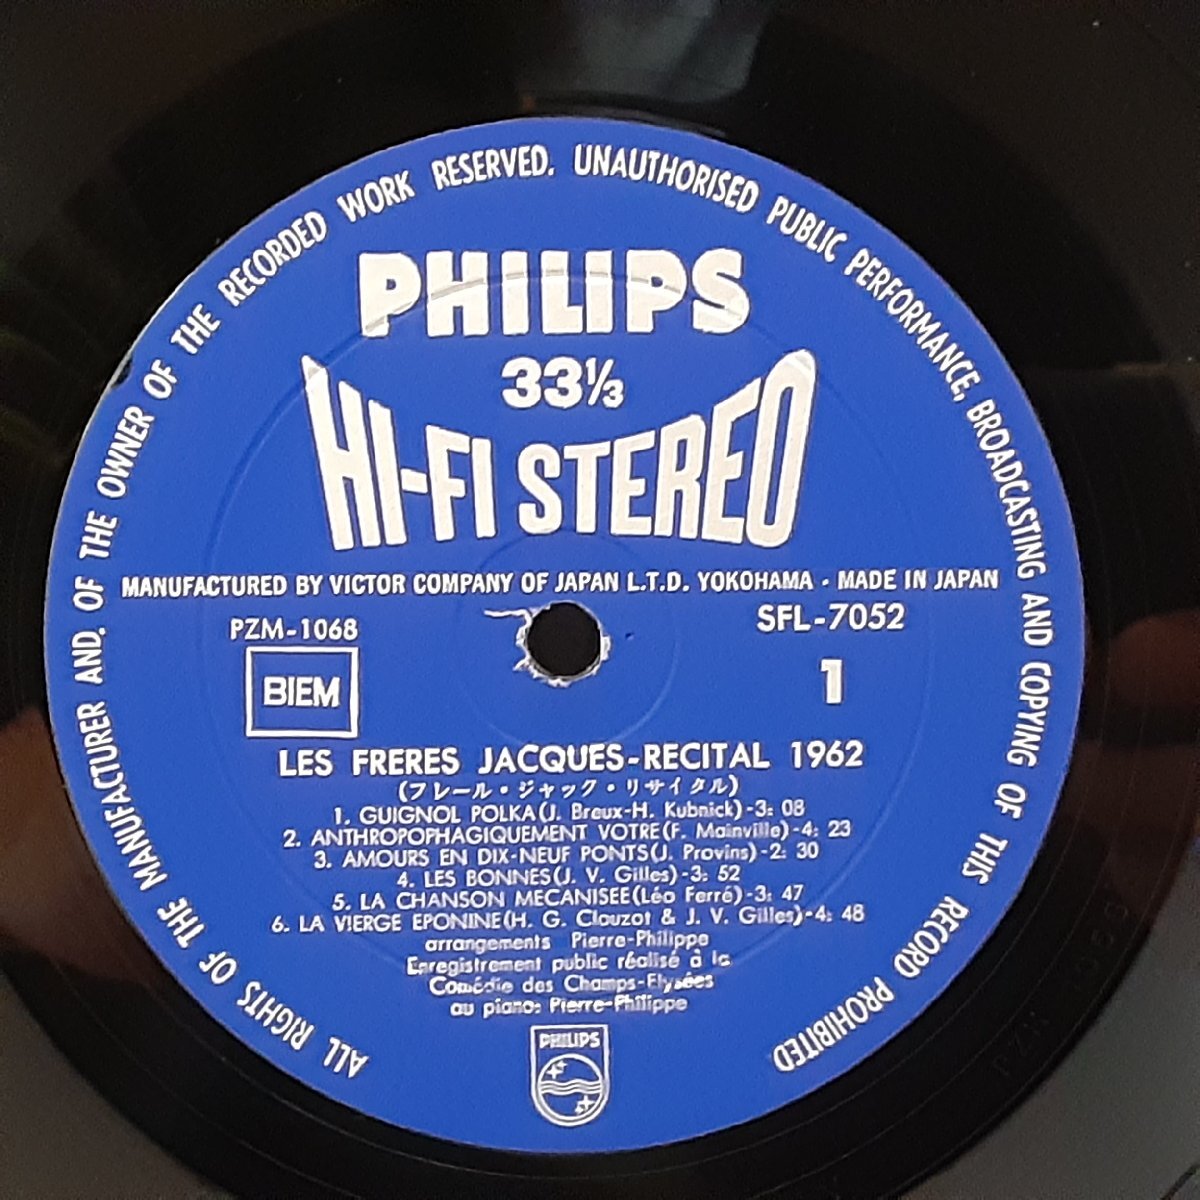 ALL RIGHTS OF THE MANUFACTURER AND. OF THE OWNER OF THE RECORDED WORK RESERVED. UNAUTHORISED PUBLIC PERFORMANCE, BROADCASTING AND COPYING OF THIS RECORD PROHIBITED
PHILIPS
33⅓
HI-FI STEREO
MANUFACTURED BY VICTOR COMPANY OF JAPAN L.T.D. YOKOHAMA · MADE IN JAPAN
PZM-1068 SFL-7052
BIEM 1
LES FRERES JACQUES-RECITAL 1962
(フレール・ジャック・リサイタル)
1. GUIGNOL POLKA(J. Breux-H. Kubnick)-3: 08
2. ANTHROPOPHAGIQUEMENT VOTRE(F. Mainville)-4: 23
3. AMOURS EN DIX-NEUF PONTS(J. Provins)-2: 30
4. LES BONNES(J. V. Gilles)-3: 52
5. LA CHANSON MECANISEE(Léo Ferré)-3: 47
6. LA VIERGE EPONINE(H. G. Clouzot & J. V. Gilles)-4: 48
arrangements Pierre-Philippe
Enregistrement public réalisé à la
Comédie des Champs-Elysées
au piano: Pierre-Philippe
PHILIPS